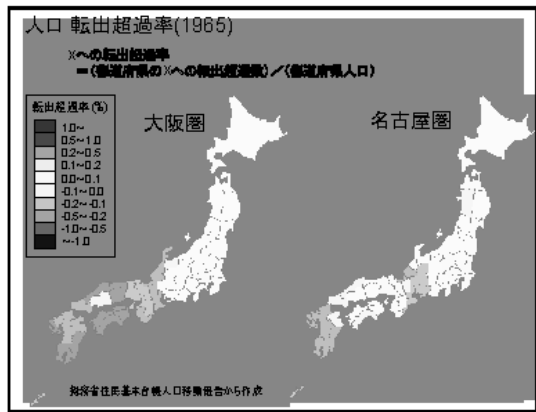 人口 転出超過率(1965)
※への転出超過率
＝(都道府県の※への転出超過数)／(都道府県人口)
転出超過率(%)
1.0~
0.5~1.0
0.2~0.5
0.1~0.2
0.0~0.1
-0.1~0.0
-0.2~-0.1
-0.5~-0.2
-1.0~-0.5
~-1.0
大阪圏
名古屋圏
総務省住民基本台帳人口移動報告から作成